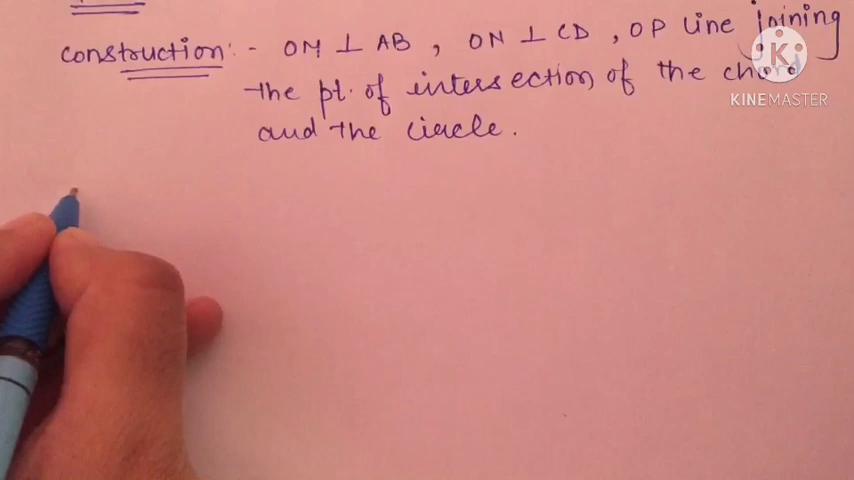 construction:- OM ⊥ AB, ON ⊥ CD, OP line joining
the pt. of intersection of the chord
and the circle.
KINEMASTER